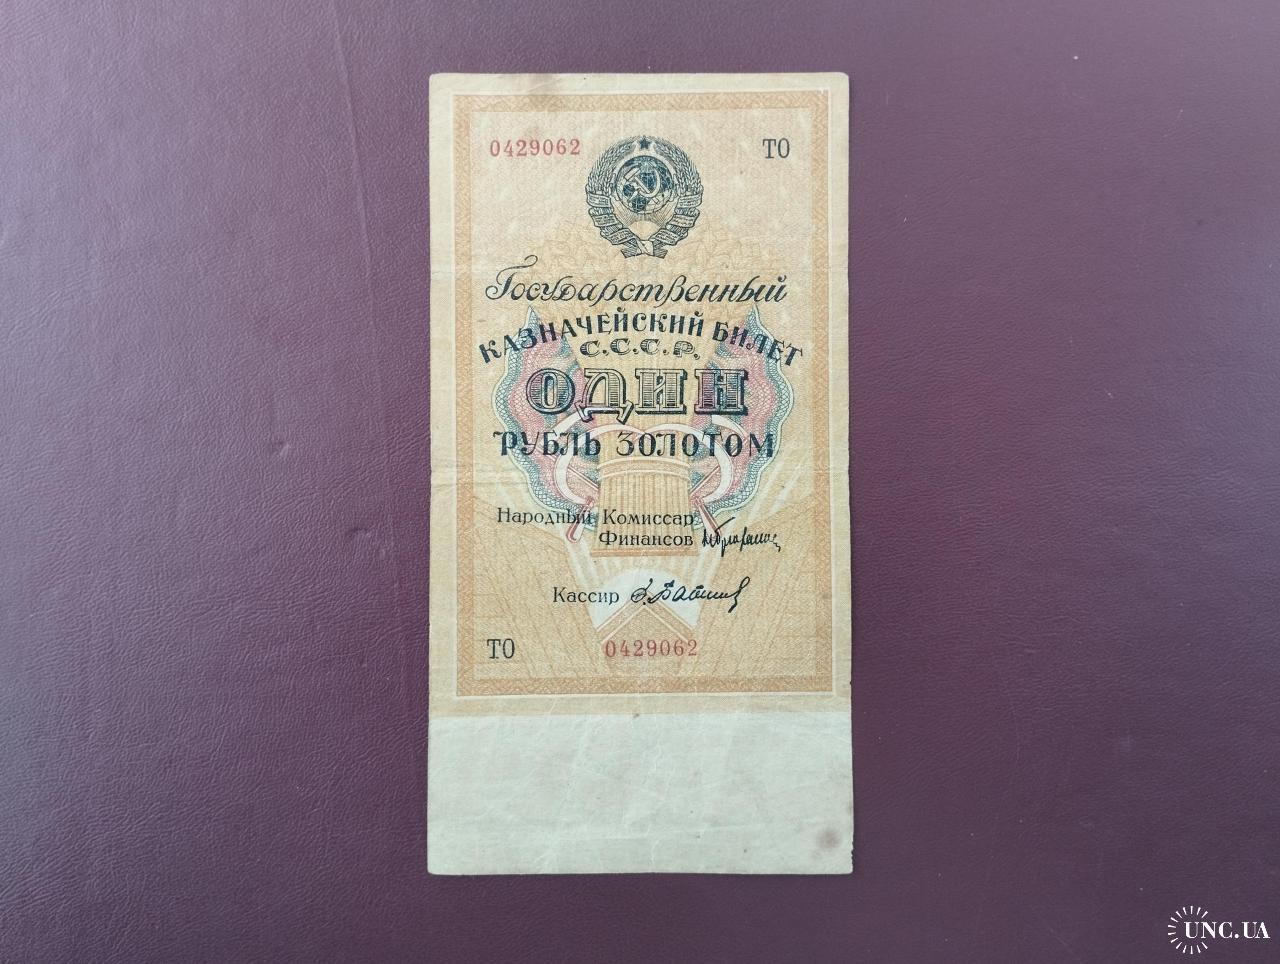 0429062 ТО
Государственный
КАЗНАЧЕЙСКИЙ БИЛЕТ
С.С.С.Р.
ОДИН
РУБЛЬ ЗОЛОТОМ
Народный Комиссар
Финансов
Кассир
ТО 0429062
UNC.UA